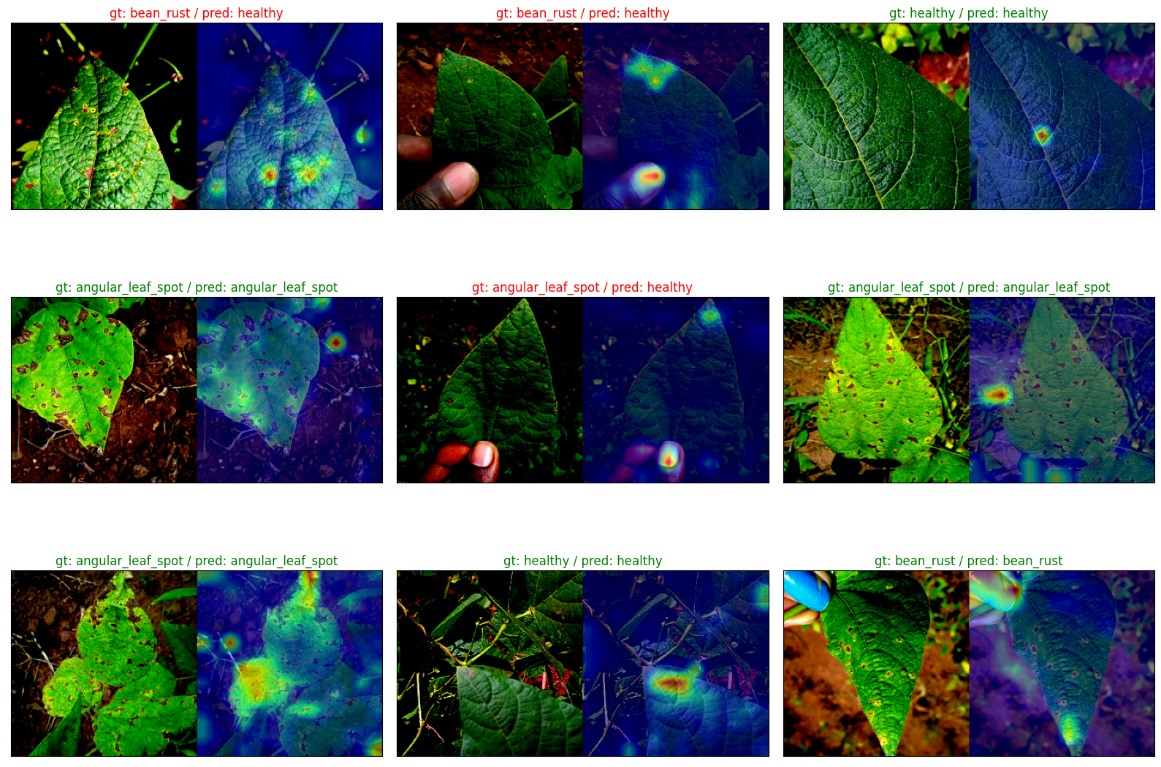 gt: bean_rust / pred: healthy
gt: bean_rust / pred: healthy
gt: healthy / pred: healthy
gt: angular_leaf_spot / pred: angular_leaf_spot
gt: angular_leaf_spot / pred: healthy
gt: angular_leaf_spot / pred: angular_leaf_spot
gt: angular_leaf_spot / pred: angular_leaf_spot
gt: healthy / pred: healthy
gt: bean_rust / pred: bean_rust